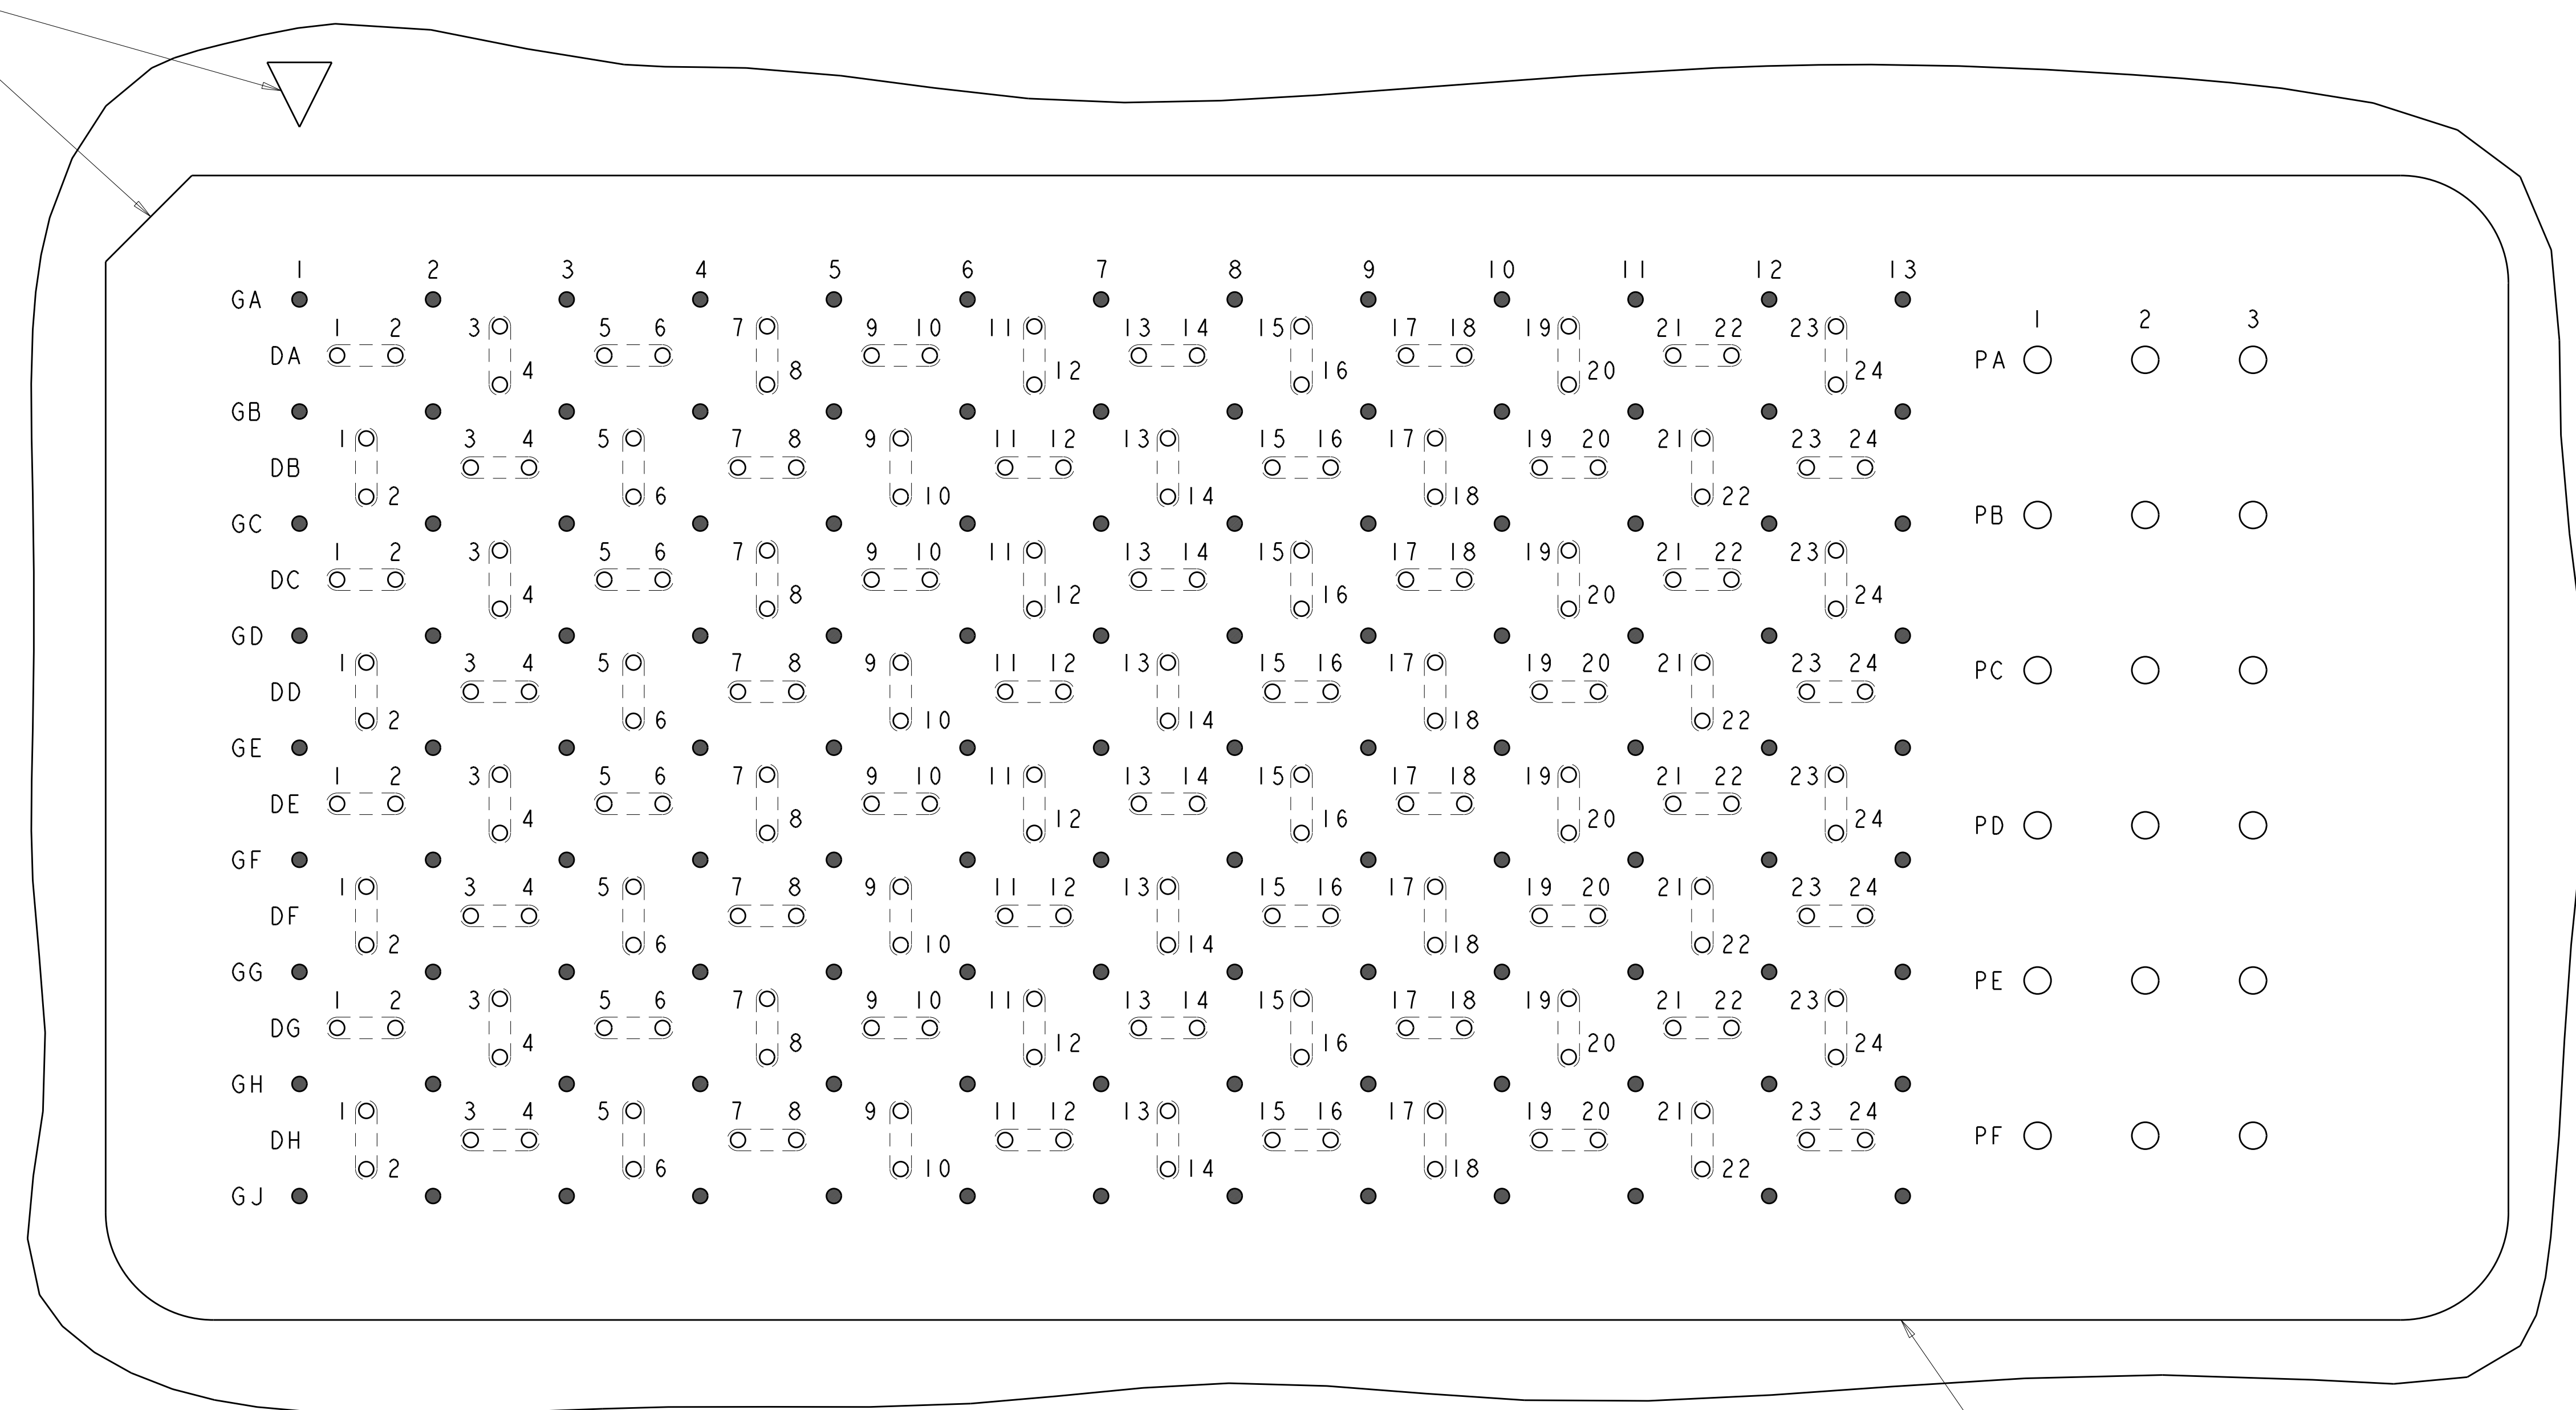 1 2 3 4 5 6 7 8 9 10 11 12 13
GA
1 2 3
1 2 3 5 6 7 9 10 11 13 14 15 17 18 19 21 22 23
DA PA
4 8 12 16 20 24
GB
1 3 4 5 7 8 9 11 12 13 15 16 17 19 20 21 23 24
DB
2 6 10 14 18 22
PB
GC
1 2 3 5 6 7 9 10 11 13 14 15 17 18 19 21 22 23
DC
4 8 12 16 20 24
GD
1 3 4 5 7 8 9 11 12 13 15 16 17 19 20 21 23 24
PC
DD
2 6 10 14 18 22
GE
1 2 3 5 6 7 9 10 11 13 14 15 17 18 19 21 22 23
DE
4 8 12 16 20 24
PD
GF
1 3 4 5 7 8 9 11 12 13 15 16 17 19 20 21 23 24
DF
2 6 10 14 18 22
GG
PE
1 2 3 5 6 7 9 10 11 13 14 15 17 18 19 21 22 23
DG
4 8 12 16 20 24
GH
1 3 4 5 7 8 9 11 12 13 15 16 17 19 20 21 23 24
DH PF
2 6 10 14 18 22
GJ